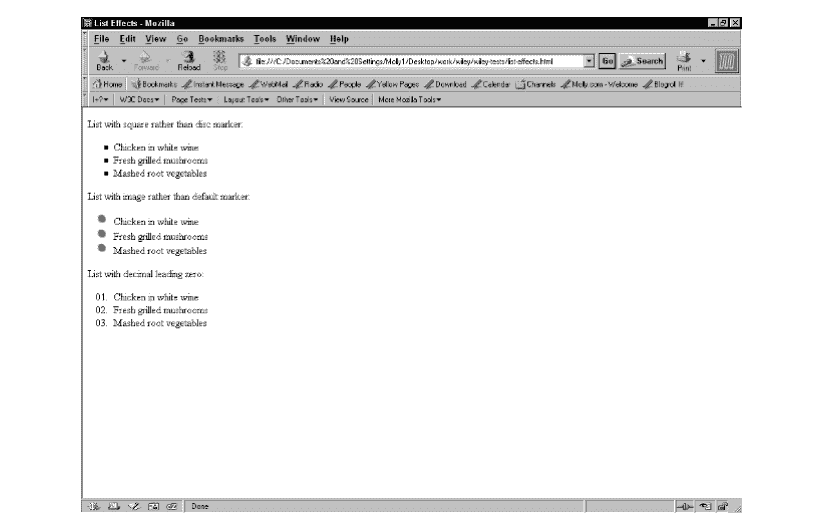 List Effects - Mozilla
File Edit View Go Bookmarks Tools Window Help
Back Forward Reload Stop file:///C:/Documents%20and%20Settings/Molly1/Desktop/work/wiley/wiley-tests/list-effects.html Go Search Print
Home Bookmarks Instant Message WebMail Radio People Yellow Pages Download Calendar Channels Molly.com - Welcome Blogroll It!
W3C Docs Page Tests Layout Tools Other Tools View Source More Mozilla Tools
List with square rather than disc marker:
Chicken in white wine
Fresh grilled mushrooms
Mashed root vegetables
List with image rather than default marker:
Chicken in white wine
Fresh grilled mushrooms
Mashed root vegetables
List with decimal leading zero:
01. Chicken in white wine
02. Fresh grilled mushrooms
03. Mashed root vegetables
Done